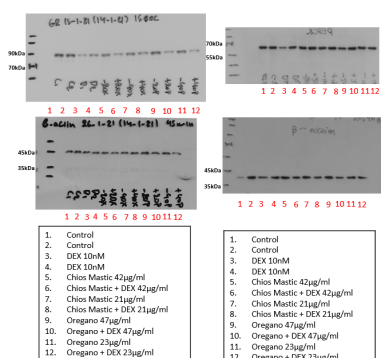 GR 15-1-21 (14-1-21) 15 sec
90kDa
70kDa
1 2 3 4 5 6 7 8 9 10 11 12
70kDa
55kDa
1 2 3 4 5 6 7 8 9 10 11 12
β-actin 26-1-21 (14-1-21) 45 min
45kDa
35kDa
1 2 3 4 5 6 7 8 9 10 11 12
45kDa
35kDa
1 2 3 4 5 6 7 8 9 10 11 12
1. Control
2. Control
3. DEX 10nM
4. DEX 10nM
5. Chios Mastic 42µg/ml
6. Chios Mastic + DEX 42µg/ml
7. Chios Mastic 21µg/ml
8. Chios Mastic + DEX 21µg/ml
9. Oregano 47µg/ml
10. Oregano + DEX 47µg/ml
11. Oregano 23µg/ml
12. Oregano + DEX 23µg/ml
1. Control
2. Control
3. DEX 10nM
4. DEX 10nM
5. Chios Mastic 42µg/ml
6. Chios Mastic + DEX 42µg/ml
7. Chios Mastic 21µg/ml
8. Chios Mastic + DEX 21µg/ml
9. Oregano 47µg/ml
10. Oregano + DEX 47µg/ml
11. Oregano 23µg/ml
12. Oregano + DEX 23µg/ml